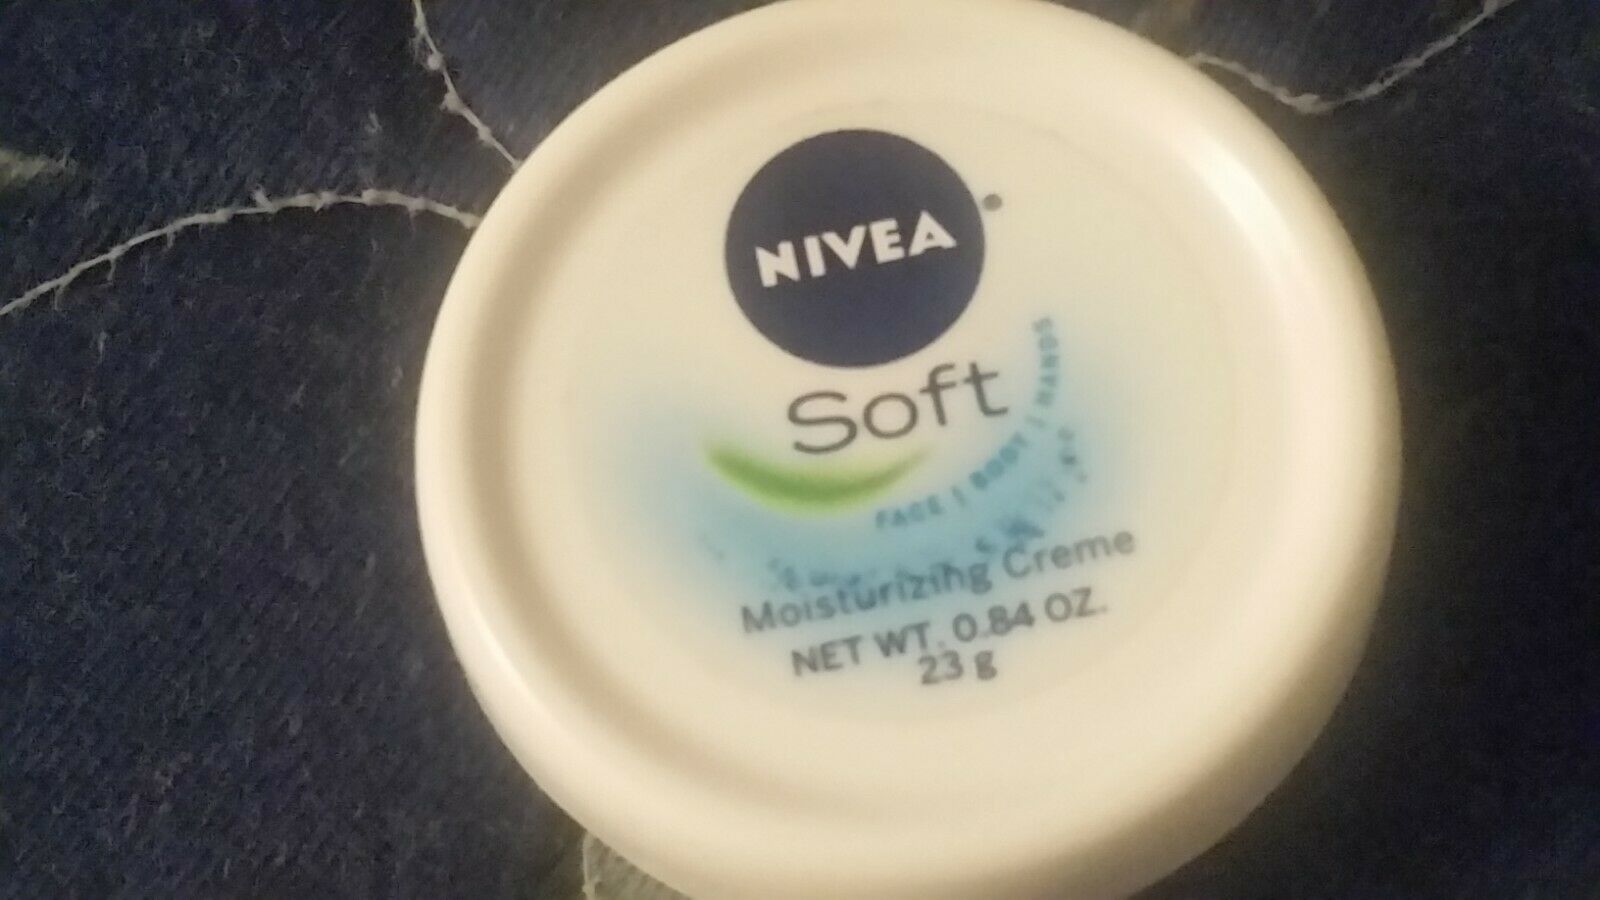 NIVEA
Soft
FACE | BODY | HANDS
Moisturizing Creme
NET WT. 0.84 OZ.
23 g